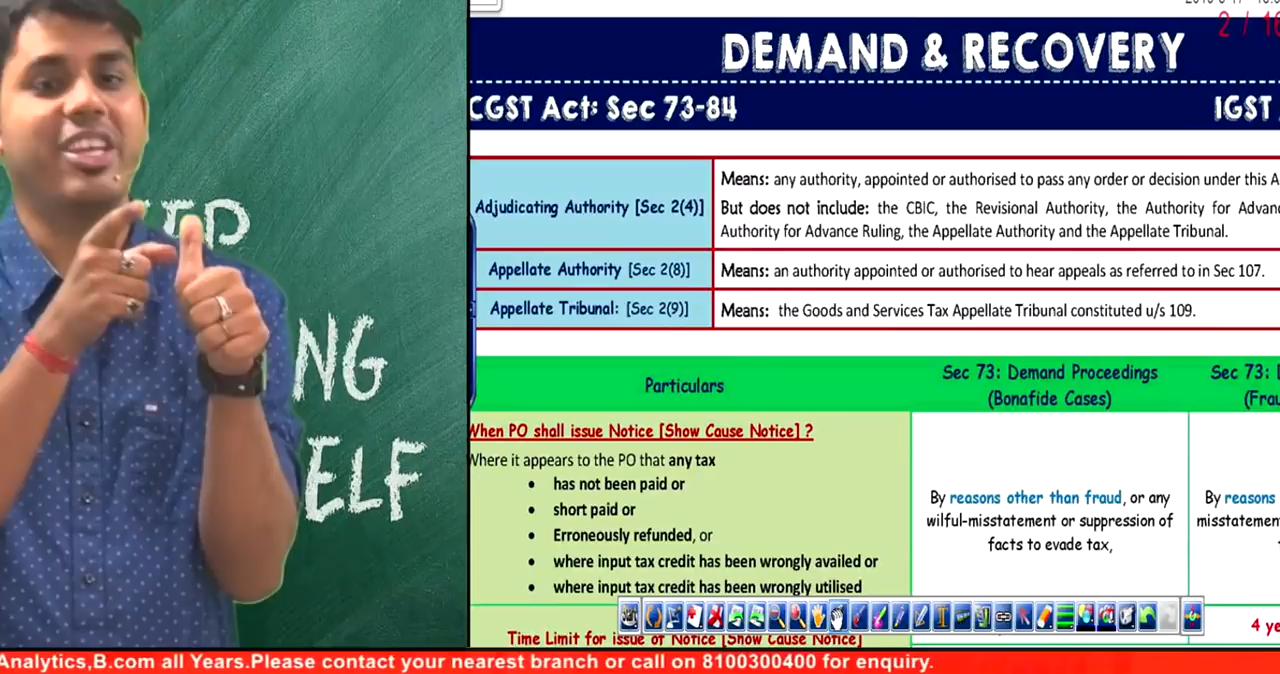 2 / 16
DEMAND & RECOVERY
CGST Act: Sec 73-84
IGST
Adjudicating Authority [Sec 2(4)]
Means: any authority, appointed or authorised to pass any order or decision under this A
But does not include: the CBIC, the Revisional Authority, the Authority for Advanc
Authority for Advance Ruling, the Appellate Authority and the Appellate Tribunal.
Appellate Authority [Sec 2(8)]
Means: an authority appointed or authorised to hear appeals as referred to in Sec 107.
Appellate Tribunal: [Sec 2(9)]
Means: the Goods and Services Tax Appellate Tribunal constituted u/s 109.
Particulars
Sec 73: Demand Proceedings
(Bonafide Cases)
Sec 73:
(Frau
When PO shall issue Notice [Show Cause Notice] ?
Where it appears to the PO that any tax
• has not been paid or
• short paid or
• Erroneously refunded, or
• where input tax credit has been wrongly availed or
• where input tax credit has been wrongly utilised
By reasons other than fraud, or any
wilful-misstatement or suppression of
facts to evade tax,
By reasons
misstatemen
Time Limit for issue of Notice [Show Cause Notice]
4 ye
NG
ELF
Analytics,B.com all Years.Please contact your nearest branch or call on 8100300400 for enquiry.